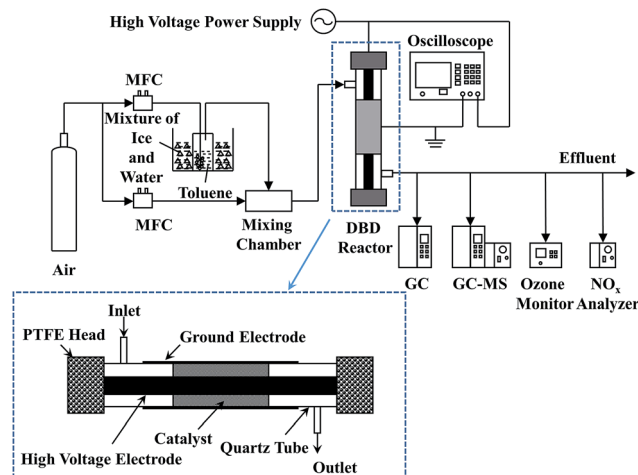 High Voltage Power Supply
Oscilloscope
MFC
Mixture of
Ice
and
Water
Toluene
MFC
Mixing
Chamber
Air
DBD
Reactor
Effluent
GC
GC-MS
Ozone
Monitor
NOx
Analyzer
Inlet
PTFE Head
Ground Electrode
Catalyst
Quartz Tube
High Voltage Electrode
Outlet